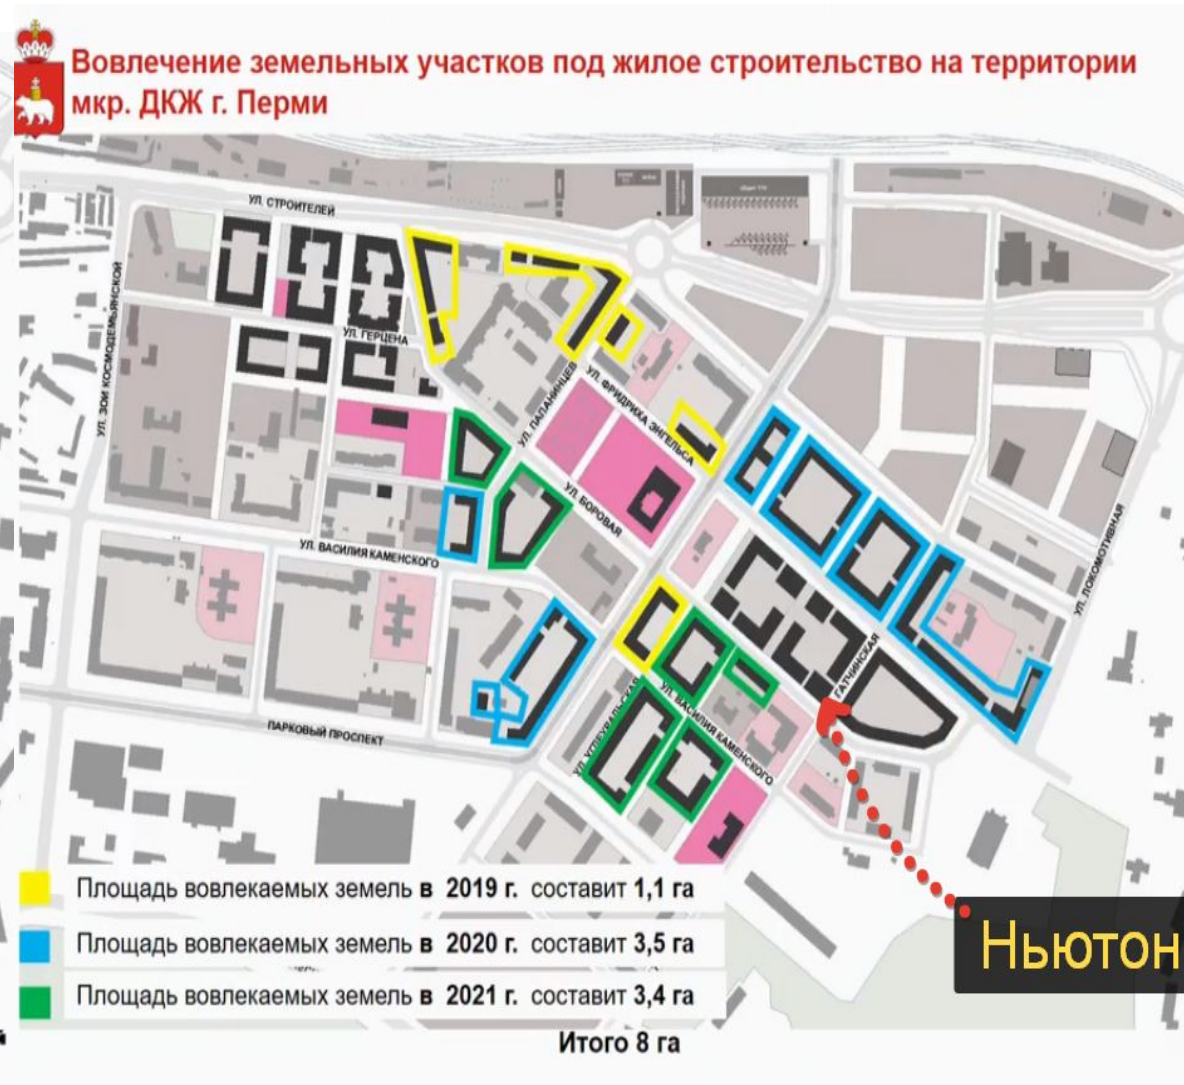 Вовлечение земельных участков под жилое строительство на территории
мкр. ДКЖ г. Перми
УЛ. СТРОИТЕЛЕЙ
УЛ. ЗОИ КОСМОДЕМЬЯНСКОЙ
УЛ. ГЕРЦЕНА
УЛ. ПАПАНИНЦЕВ
УЛ. ФРИДРИХА ЭНГЕЛЬСА
УЛ. БОРОВАЯ
УЛ. ВАСИЛИЯ КАМЕНСКОГО
УЛ. ЛОКОМОТИВНАЯ
ГАТЧИНСКАЯ
УЛ. ВАСИЛИЯ КАМЕНСКОГО
ПАРКОВЫЙ ПРОСПЕКТ
Площадь вовлекаемых земель в 2019 г. составит 1,1 га
Площадь вовлекаемых земель в 2020 г. составит 3,5 га
Площадь вовлекаемых земель в 2021 г. составит 3,4 га
Итого 8 га
Ньютон